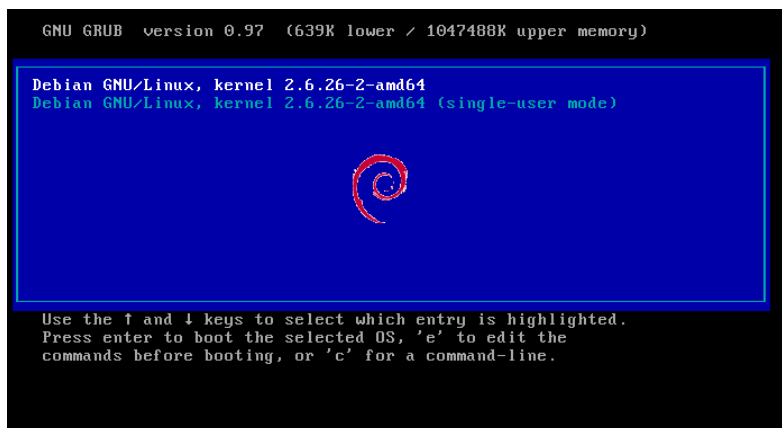 GNU GRUB  version 0.97  (639K lower / 1047488K upper memory)
Debian GNU/Linux, kernel 2.6.26-2-amd64
Debian GNU/Linux, kernel 2.6.26-2-amd64 (single-user mode)
Use the ↑ and ↓ keys to select which entry is highlighted.
Press enter to boot the selected OS, 'e' to edit the
commands before booting, or 'c' for a command-line.